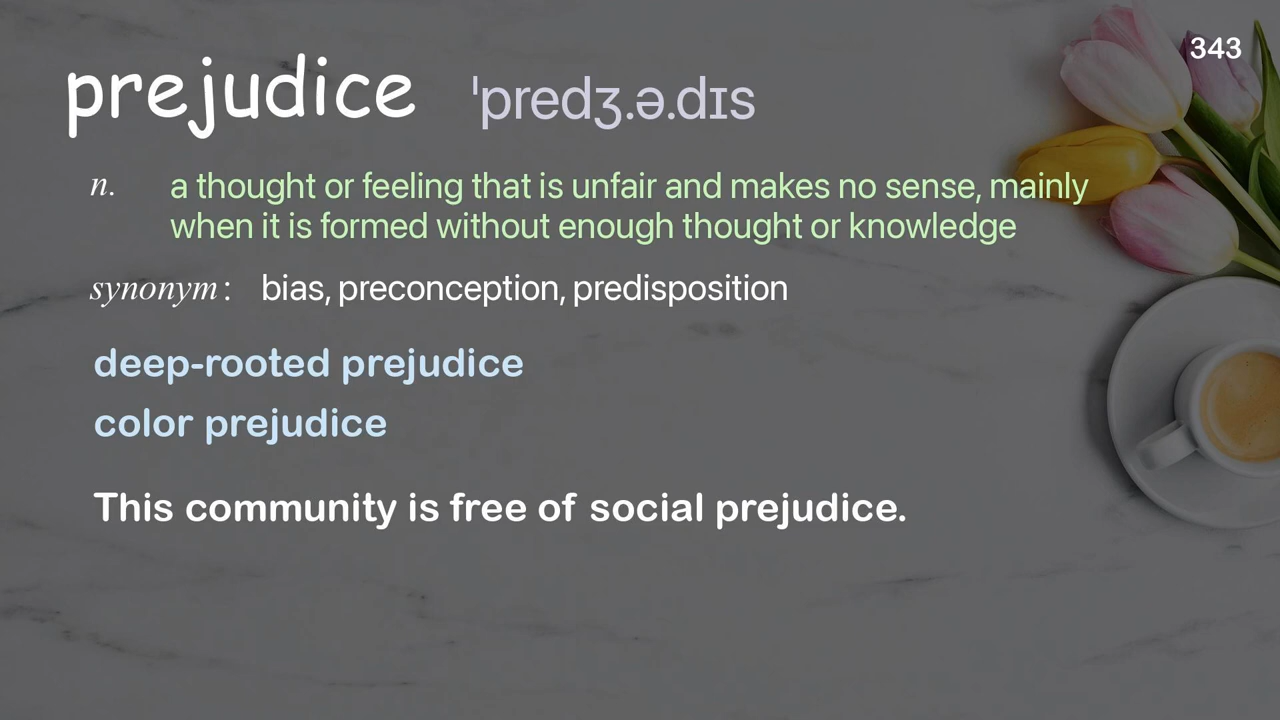 343
prejudice ˈpredʒ.ə.dɪs
n. a thought or feeling that is unfair and makes no sense, mainly
when it is formed without enough thought or knowledge
synonym : bias, preconception, predisposition
deep-rooted prejudice
color prejudice
This community is free of social prejudice.